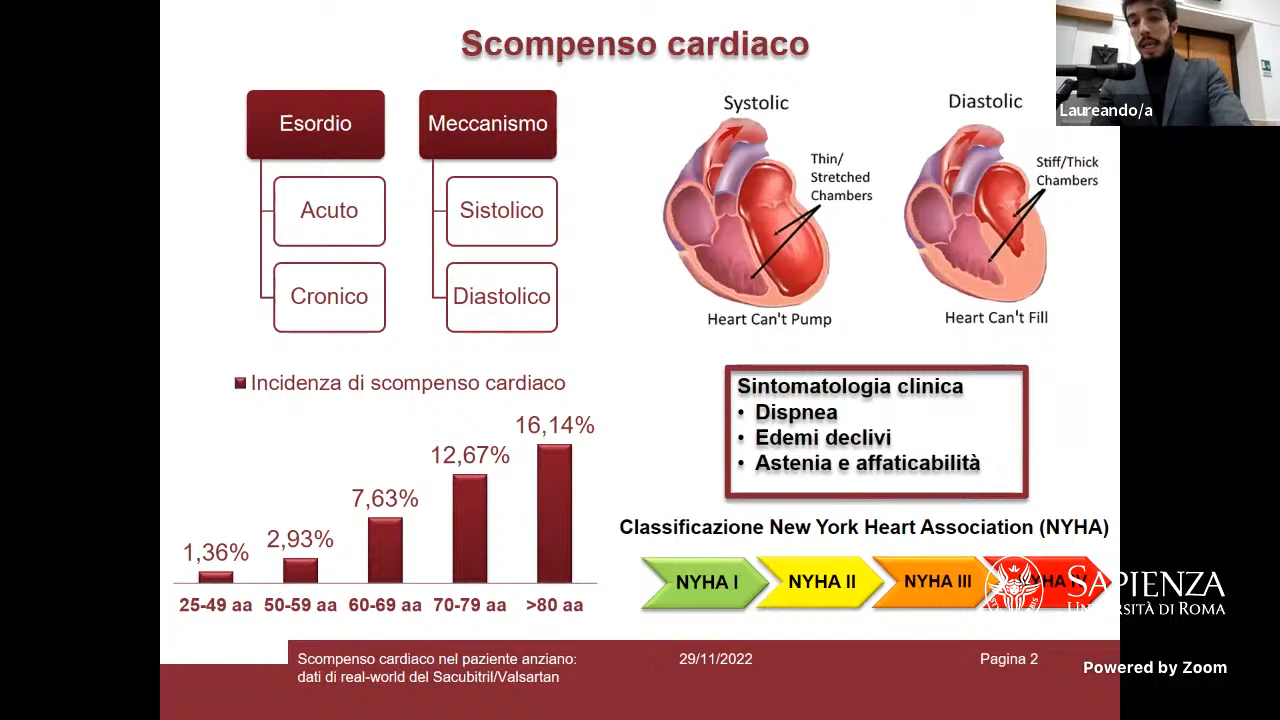 Scompenso cardiaco
Laureando/a
Esordio
Acuto
Cronico
Meccanismo
Sistolico
Diastolico
Systolic
Thin/
Stretched
Chambers
Heart Can't Pump
Diastolic
Stiff/Thick
Chambers
Heart Can't Fill
Incidenza di scompenso cardiaco
1,36%
2,93%
7,63%
12,67%
16,14%
25-49 aa
50-59 aa
60-69 aa
70-79 aa
>80 aa
Sintomatologia clinica
• Dispnea
• Edemi declivi
• Astenia e affaticabilità
Classificazione New York Heart Association (NYHA)
NYHA I
NYHA II
NYHA III
NYHA IV
SAPIENZA
UNIVERSITÀ DI ROMA
Scompenso cardiaco nel paziente anziano:
dati di real-world del Sacubitril/Valsartan
29/11/2022
Pagina 2
Powered by Zoom